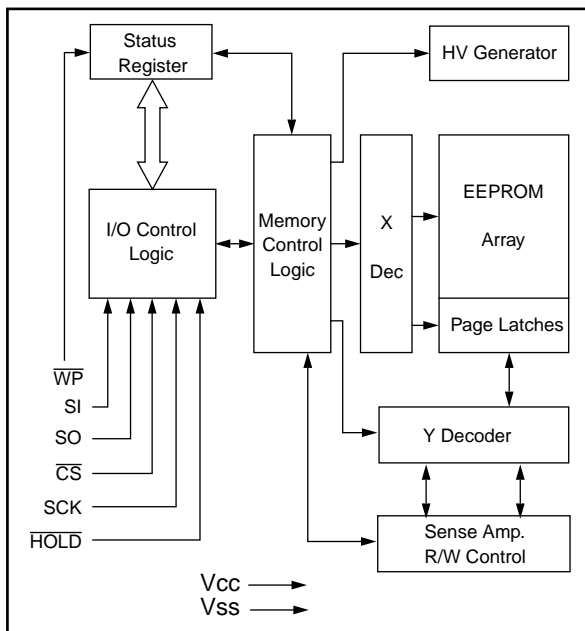 Status
Register
HV Generator
I/O Control
Logic
Memory
Control
Logic
X
Dec
EEPROM
Array
Page Latches
WP
SI
SO
CS
SCK
HOLD
Y Decoder
Sense Amp.
R/W Control
Vcc
Vss